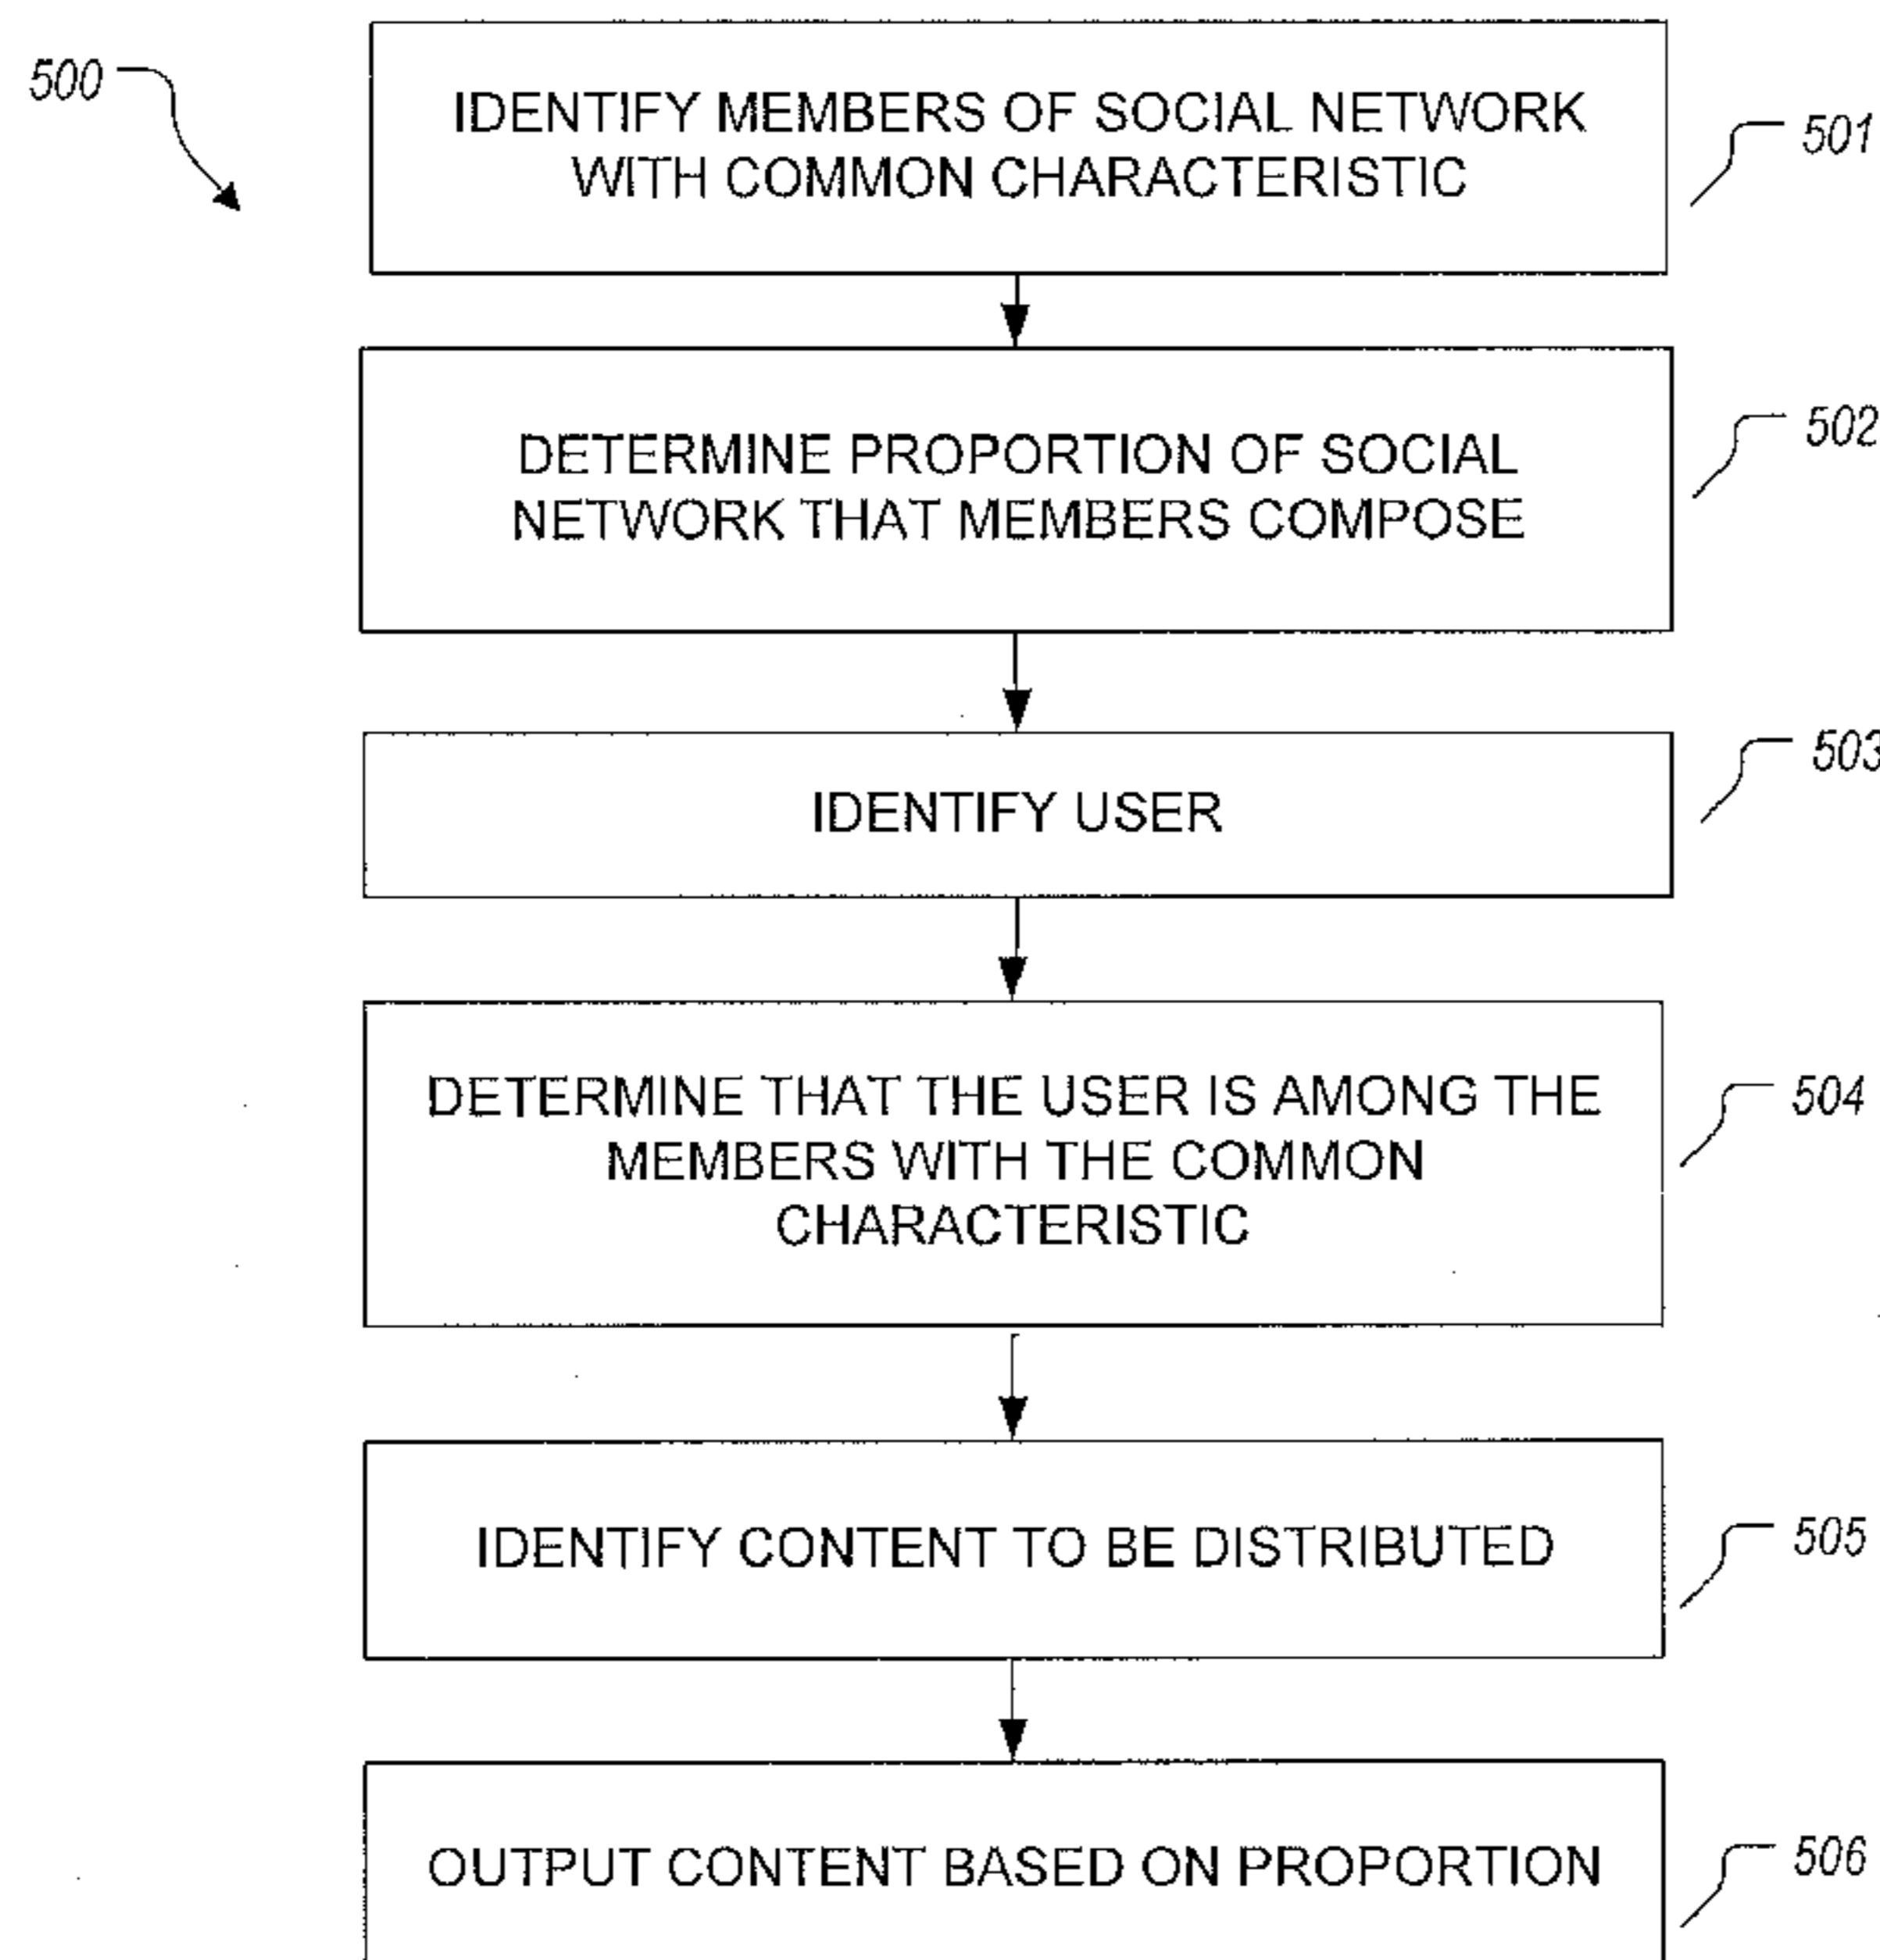 500
IDENTIFY MEMBERS OF SOCIAL NETWORK
WITH COMMON CHARACTERISTIC
501
DETERMINE PROPORTION OF SOCIAL
NETWORK THAT MEMBERS COMPOSE
502
IDENTIFY USER
503
DETERMINE THAT THE USER IS AMONG THE
MEMBERS WITH THE COMMON
CHARACTERISTIC
504
IDENTIFY CONTENT TO BE DISTRIBUTED
505
OUTPUT CONTENT BASED ON PROPORTION
506